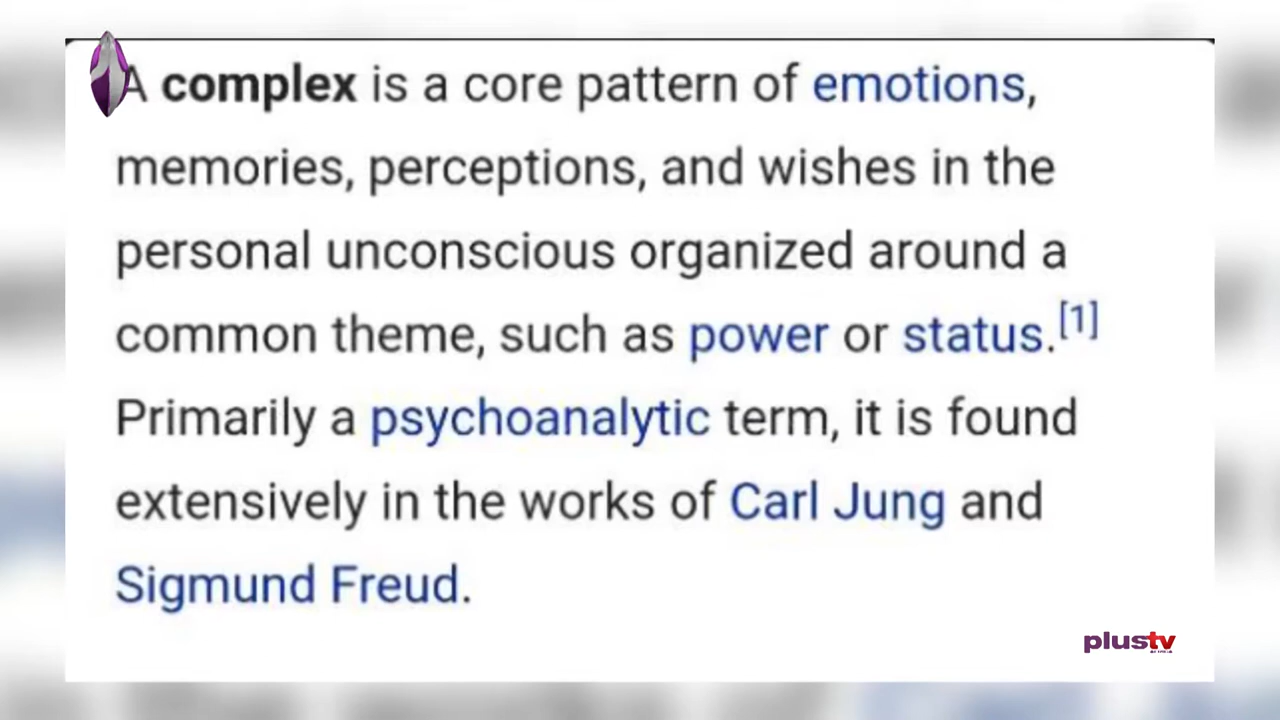 A complex is a core pattern of emotions,
memories, perceptions, and wishes in the
personal unconscious organized around a
common theme, such as power or status.[1]
Primarily a psychoanalytic term, it is found
extensively in the works of Carl Jung and
Sigmund Freud.
plustv